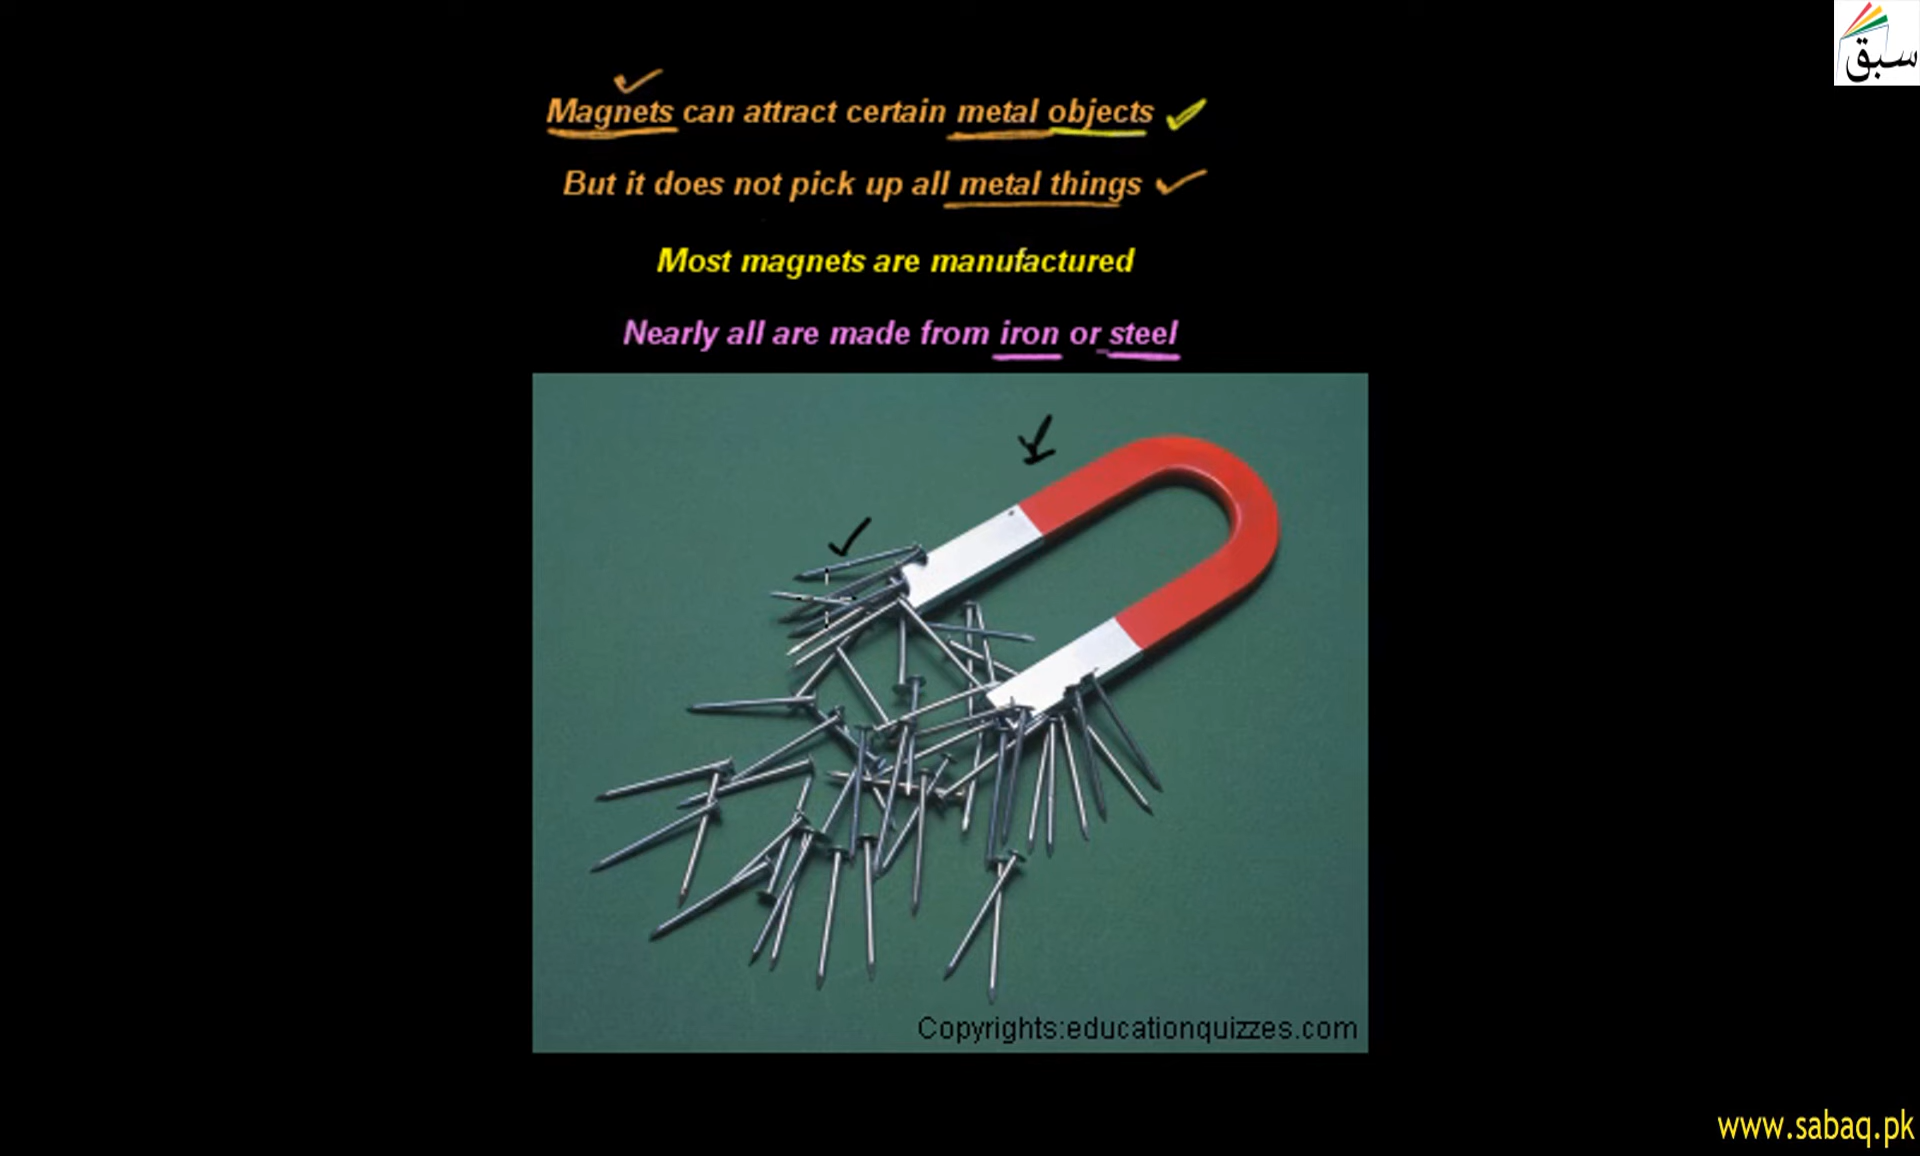 سبق
Magnets can attract certain metal objects
But it does not pick up all metal things
Most magnets are manufactured
Nearly all are made from iron or steel
Copyrights:educationquizzes.com
www.sabaq.pk